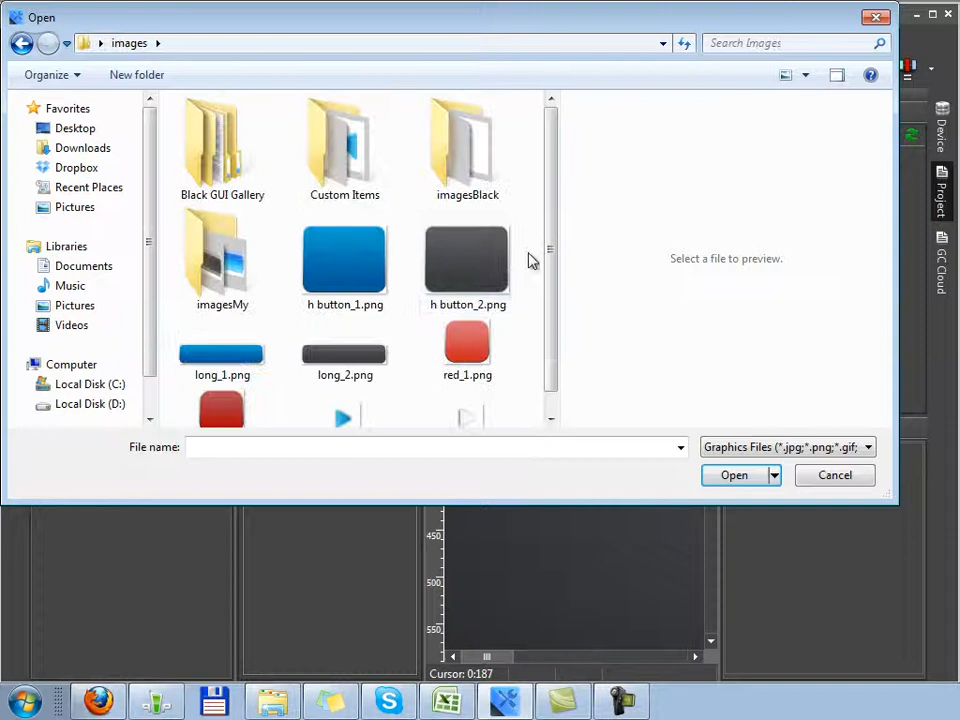 Open
images
Search Images
Organize
New folder
Favorites
Desktop
Downloads
Dropbox
Recent Places
Pictures
Libraries
Documents
Music
Pictures
Videos
Computer
Local Disk (C:)
Local Disk (D:)
Black GUI Gallery
Custom Items
imagesBlack
imagesMy
h button_1.png
h button_2.png
long_1.png
long_2.png
red_1.png
Select a file to preview.
File name:
Graphics Files (*.jpg;*.png;*.gif;
Open
Cancel
Device
Project
GC Cloud
450
500
550
Cursor: 0:187